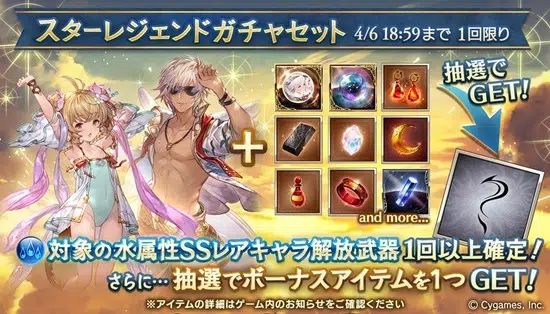 スターレジェンドガチャセット 4/6 18:59まで 1回限り
抽選で
GET!
and more...
対象の水属性SSレアキャラ解放武器1回以上確定!
さらに…抽選でボーナスアイテムを1つGET!
※アイテムの詳細はゲーム内のお知らせをご確認ください
© Cygames, Inc.